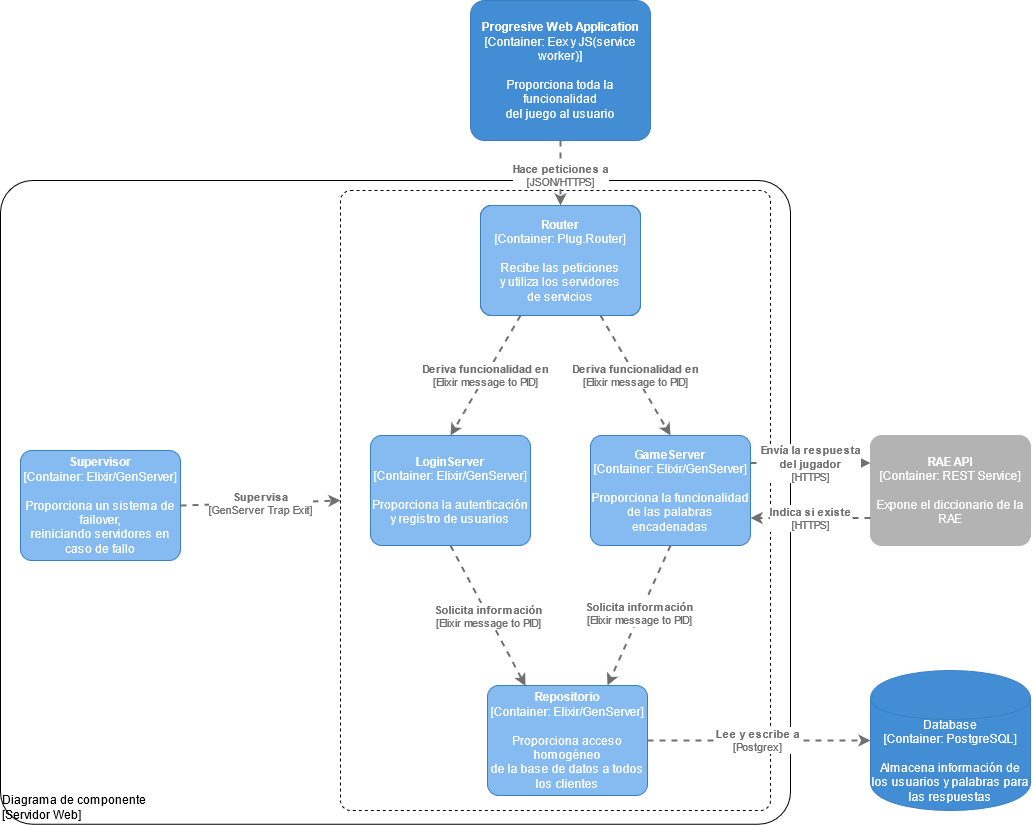 Progresive Web Application
[Container: Eex y JS(service
worker)]
Proporciona toda la
funcionalidad
del juego al usuario
Hace peticiones a
[JSON/HTTPS]
Router
[Container: Plug.Router]
Recibe las peticiones
y utiliza los servidores
de servicios
Deriva funcionalidad en
[Elixir message to PID]
Deriva funcionalidad en
[Elixir message to PID]
Supervisor
[Container: Elixir/GenServer]
Proporciona un sistema de
failover,
reiniciando servidores en
caso de fallo
Supervisa
[GenServer Trap Exit]
LoginServer
[Container: Elixir/GenServer]
Proporciona la autenticación
y registro de usuarios
GameServer
[Container: Elixir/GenServer]
Proporciona la funcionalidad
de las palabras
encadenadas
Envía la respuesta
del jugador
[HTTPS]
Indica si existe
[HTTPS]
RAE API
[Container: REST Service]
Expone el diccionario de la
RAE
Solicita información
[Elixir message to PID]
Solicita información
[Elixir message to PID]
Repositorio
[Container: Elixir/GenServer]
Proporciona acceso
homogéneo
de la base de datos a todos
los clientes
Lee y escribe a
[Postgrex]
Database
[Container: PostgreSQL]
Almacena información de
los usuarios y palabras para
las respuestas
Diagrama de componente
[Servidor Web]